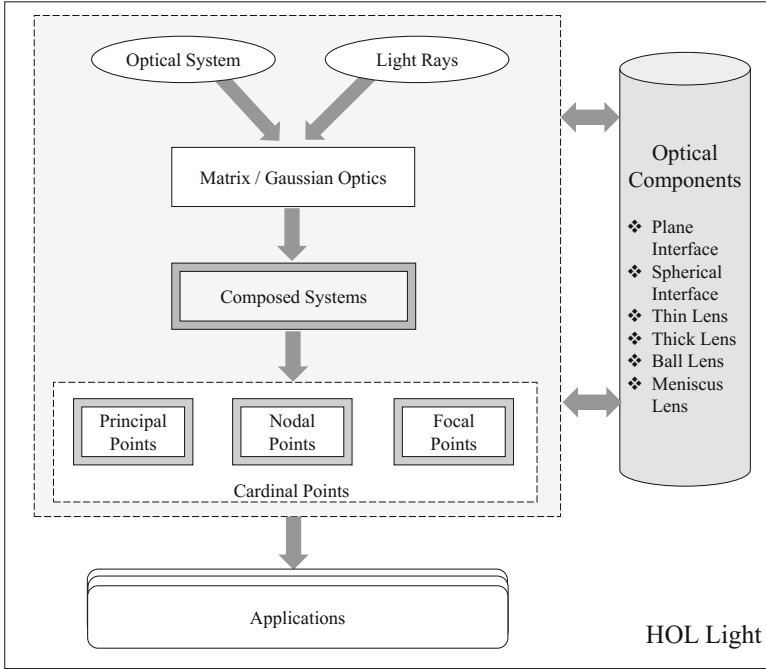 Optical System
Light Rays
Matrix / Gaussian Optics
Composed Systems
Principal
Points
Nodal
Points
Focal
Points
Cardinal Points
Applications
Optical
Components
❖ Plane
Interface
❖ Spherical
Interface
❖ Thin Lens
❖ Thick Lens
❖ Ball Lens
❖ Meniscus
Lens
HOL Light